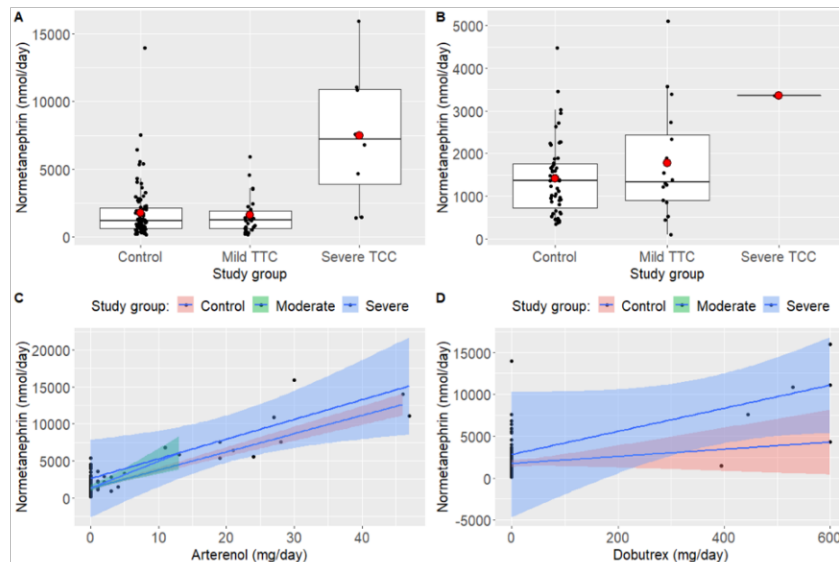 A
Normetanephrin (nmol/day)
15000
10000
5000
0
Control
Mild TTC
Severe TCC
Study group
B
Normetanephrin (nmol/day)
5000
4000
3000
2000
1000
0
Control
Mild TTC
Severe TCC
Study group
C
Study group: Control Moderate Severe
Normetanephrin (nmol/day)
20000
15000
10000
5000
0
0 10 20 30 40
Arterenol (mg/day)
D
Study group: Control Moderate Severe
Normetanephrin (nmol/day)
15000
10000
5000
0
-5000
0 200 400 600
Dobutrex (mg/day)